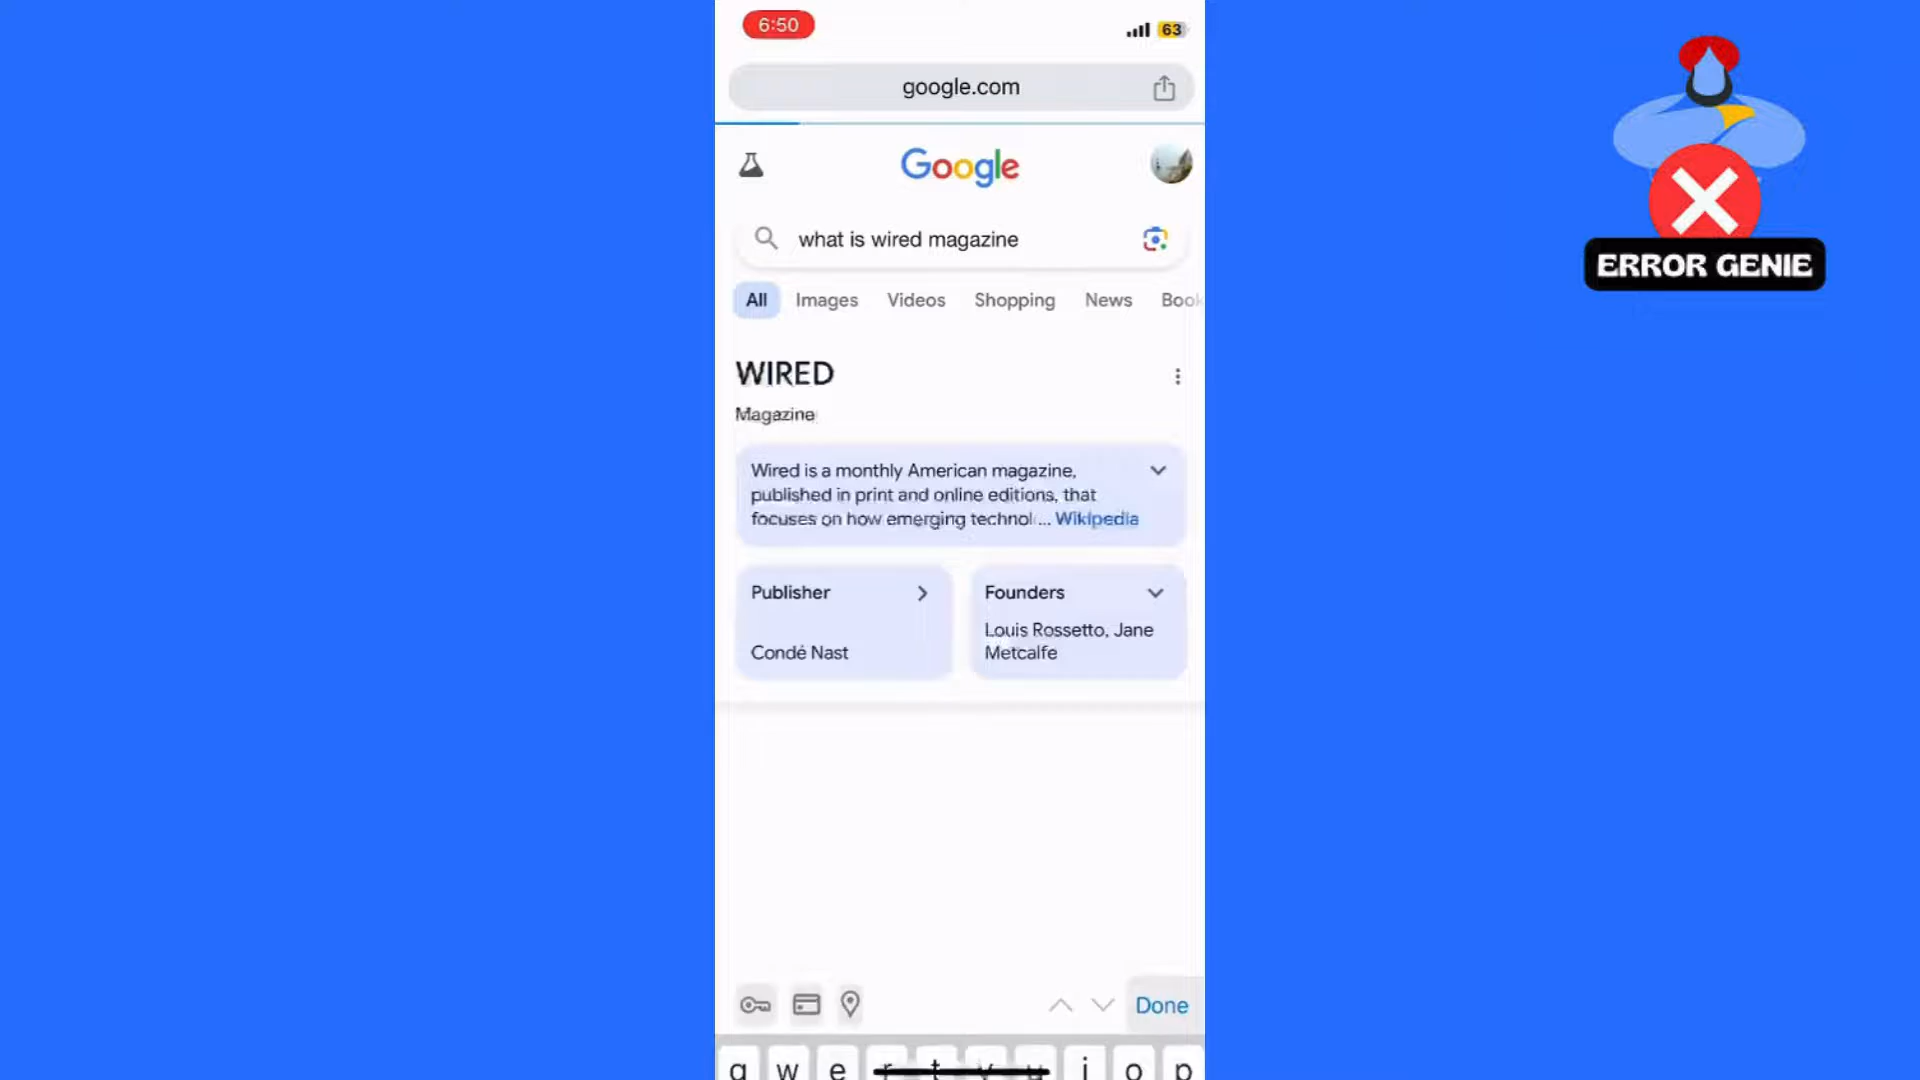 6:50
63
google.com
Google
what is wired magazine
All Images Videos Shopping News Book
WIRED
Magazine
Wired is a monthly American magazine,
published in print and online editions, that
focuses on how emerging technol ... Wikipedia
Publisher
Condé Nast
Founders
Louis Rossetto, Jane
Metcalfe
Done
q w e r t y u i o p
ERROR GENIE